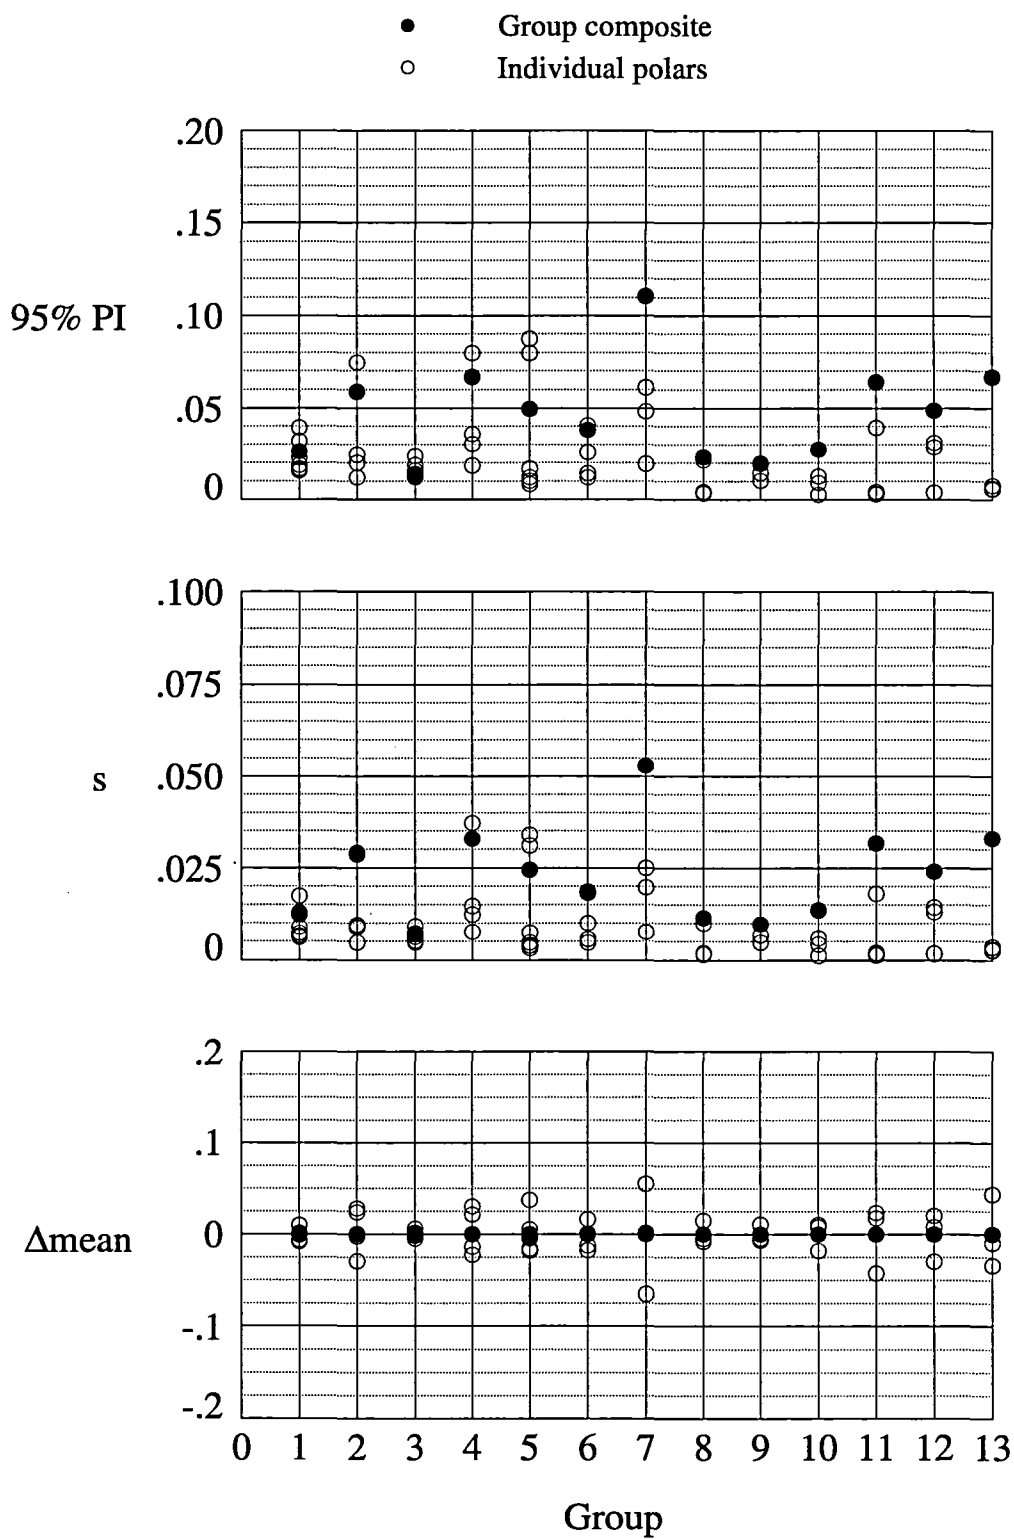 Group composite
Individual polars
.20
.15
95% PI
.10
.05
0
.100
.075
s
.050
.025
0
.2
.1
Δmean
0
-.1
-.2
0 1 2 3 4 5 6 7 8 9 10 11 12 13
Group